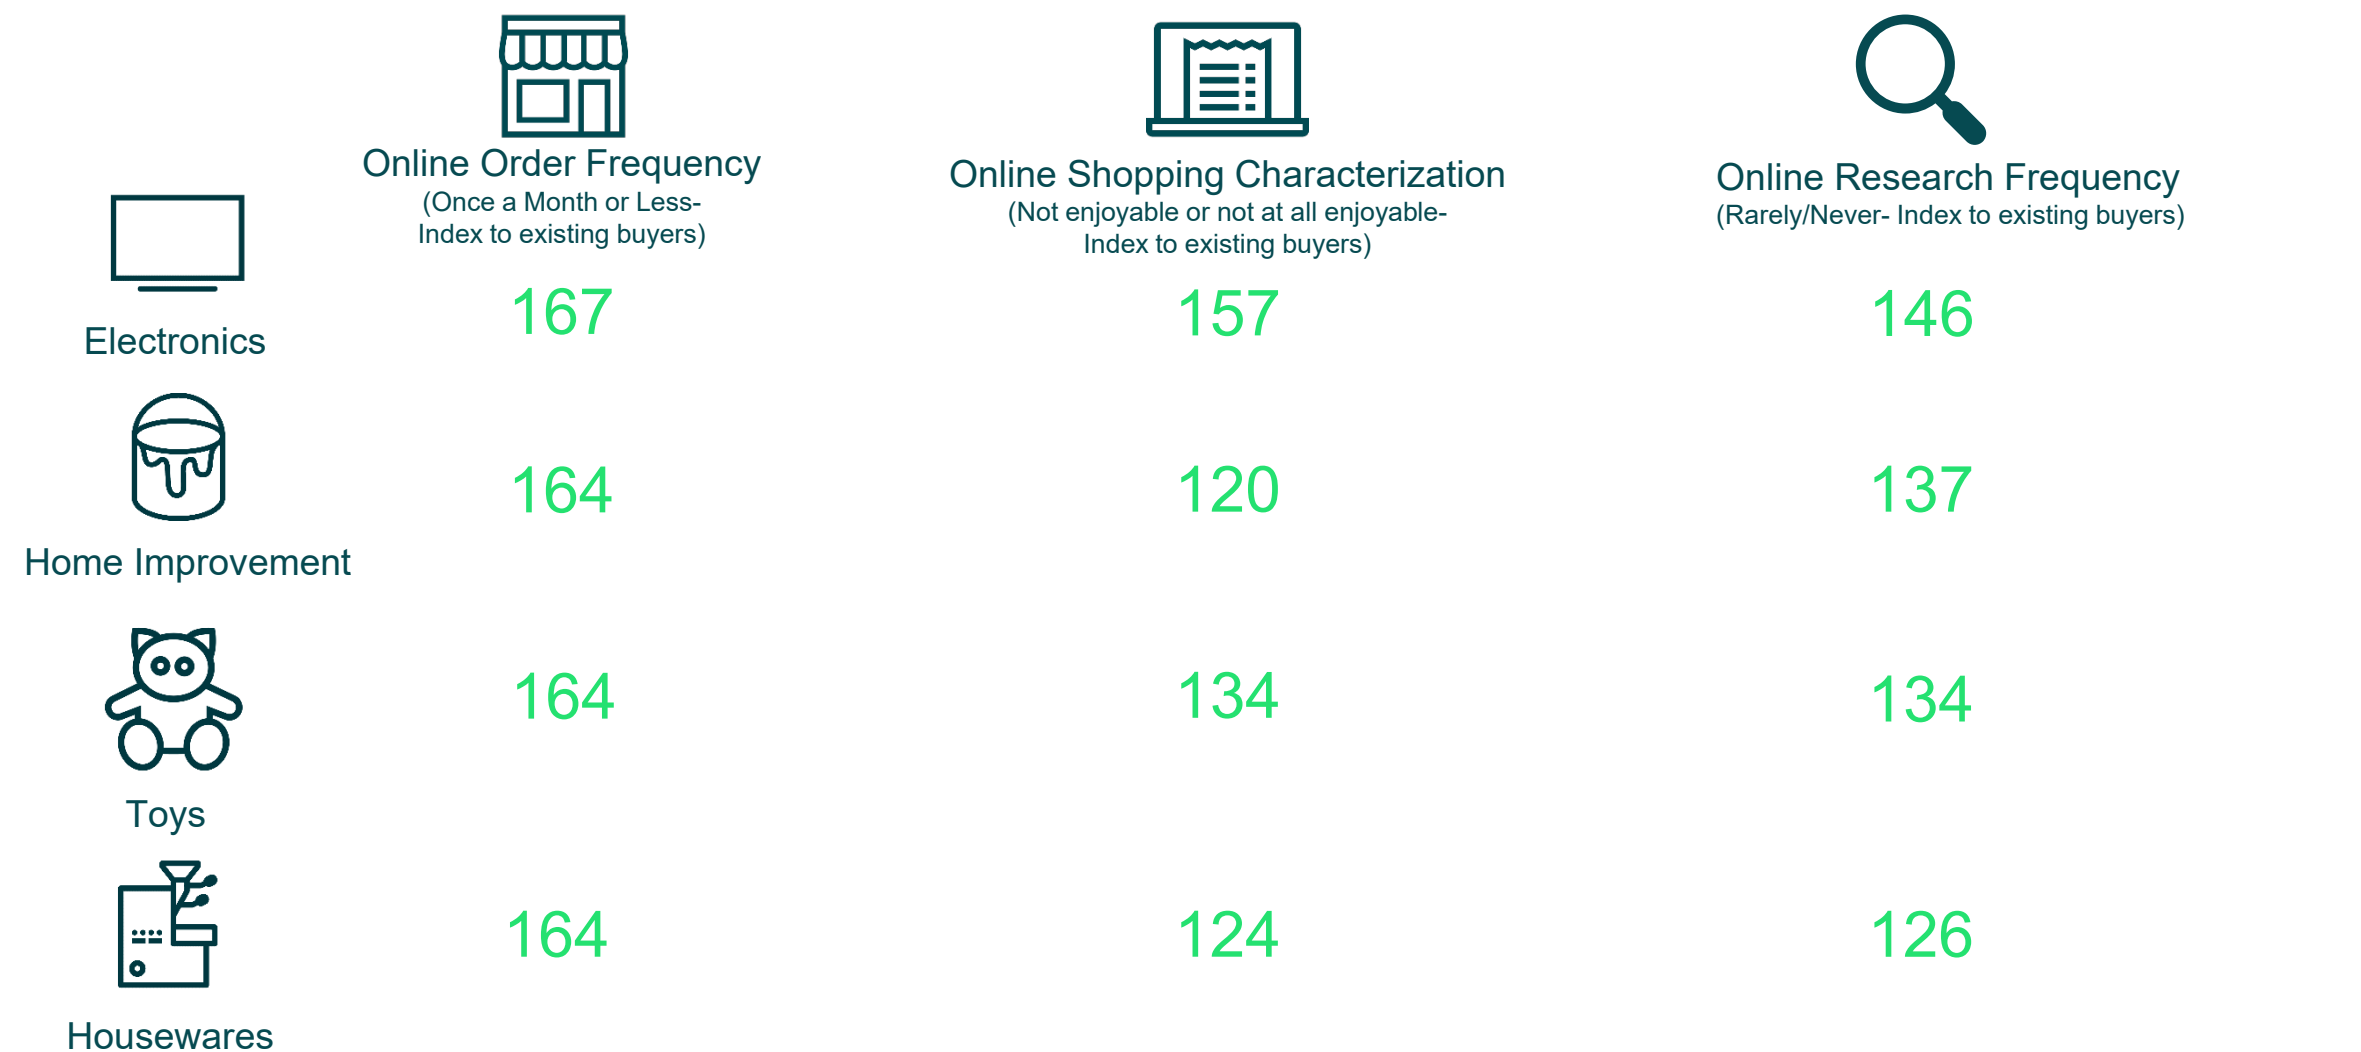 Online Order Frequency
(Once a Month or Less-
Index to existing buyers)
Online Shopping Characterization
(Not enjoyable or not at all enjoyable-
Index to existing buyers)
Online Research Frequency
(Rarely/Never- Index to existing buyers)
Electronics
167
157
146
Home Improvement
164
120
137
Toys
164
134
134
Housewares
164
124
126